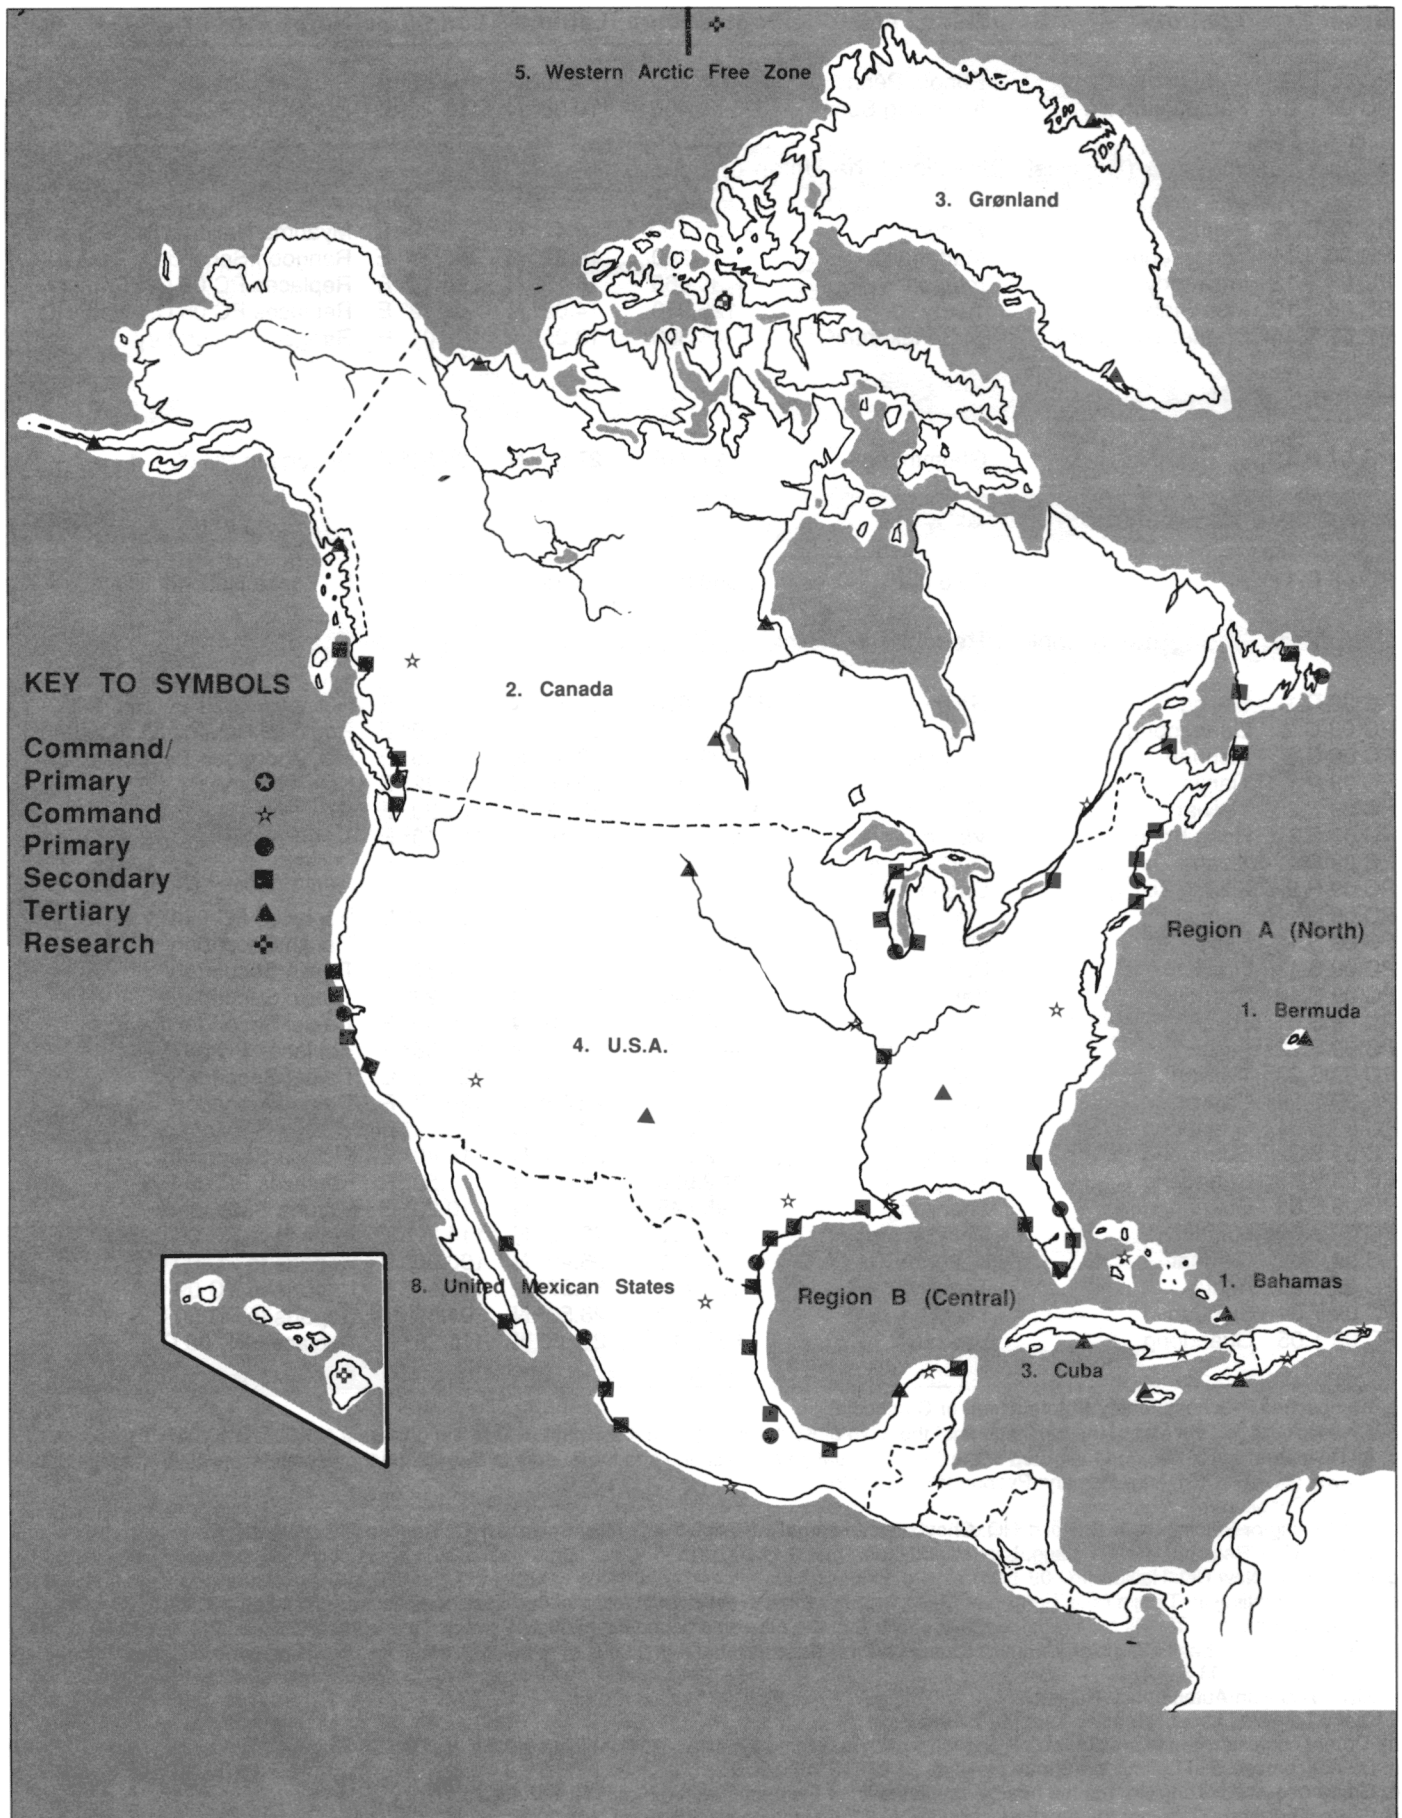 5. Western Arctic Free Zone
3. Grønland
KEY TO SYMBOLS
2. Canada
Command/
Primary
Command
Primary
Secondary
Tertiary
Research
Region A (North)
1. Bermuda
4. U.S.A.
8. United Mexican States
Region B (Central)
1. Bahamas
3. Cuba